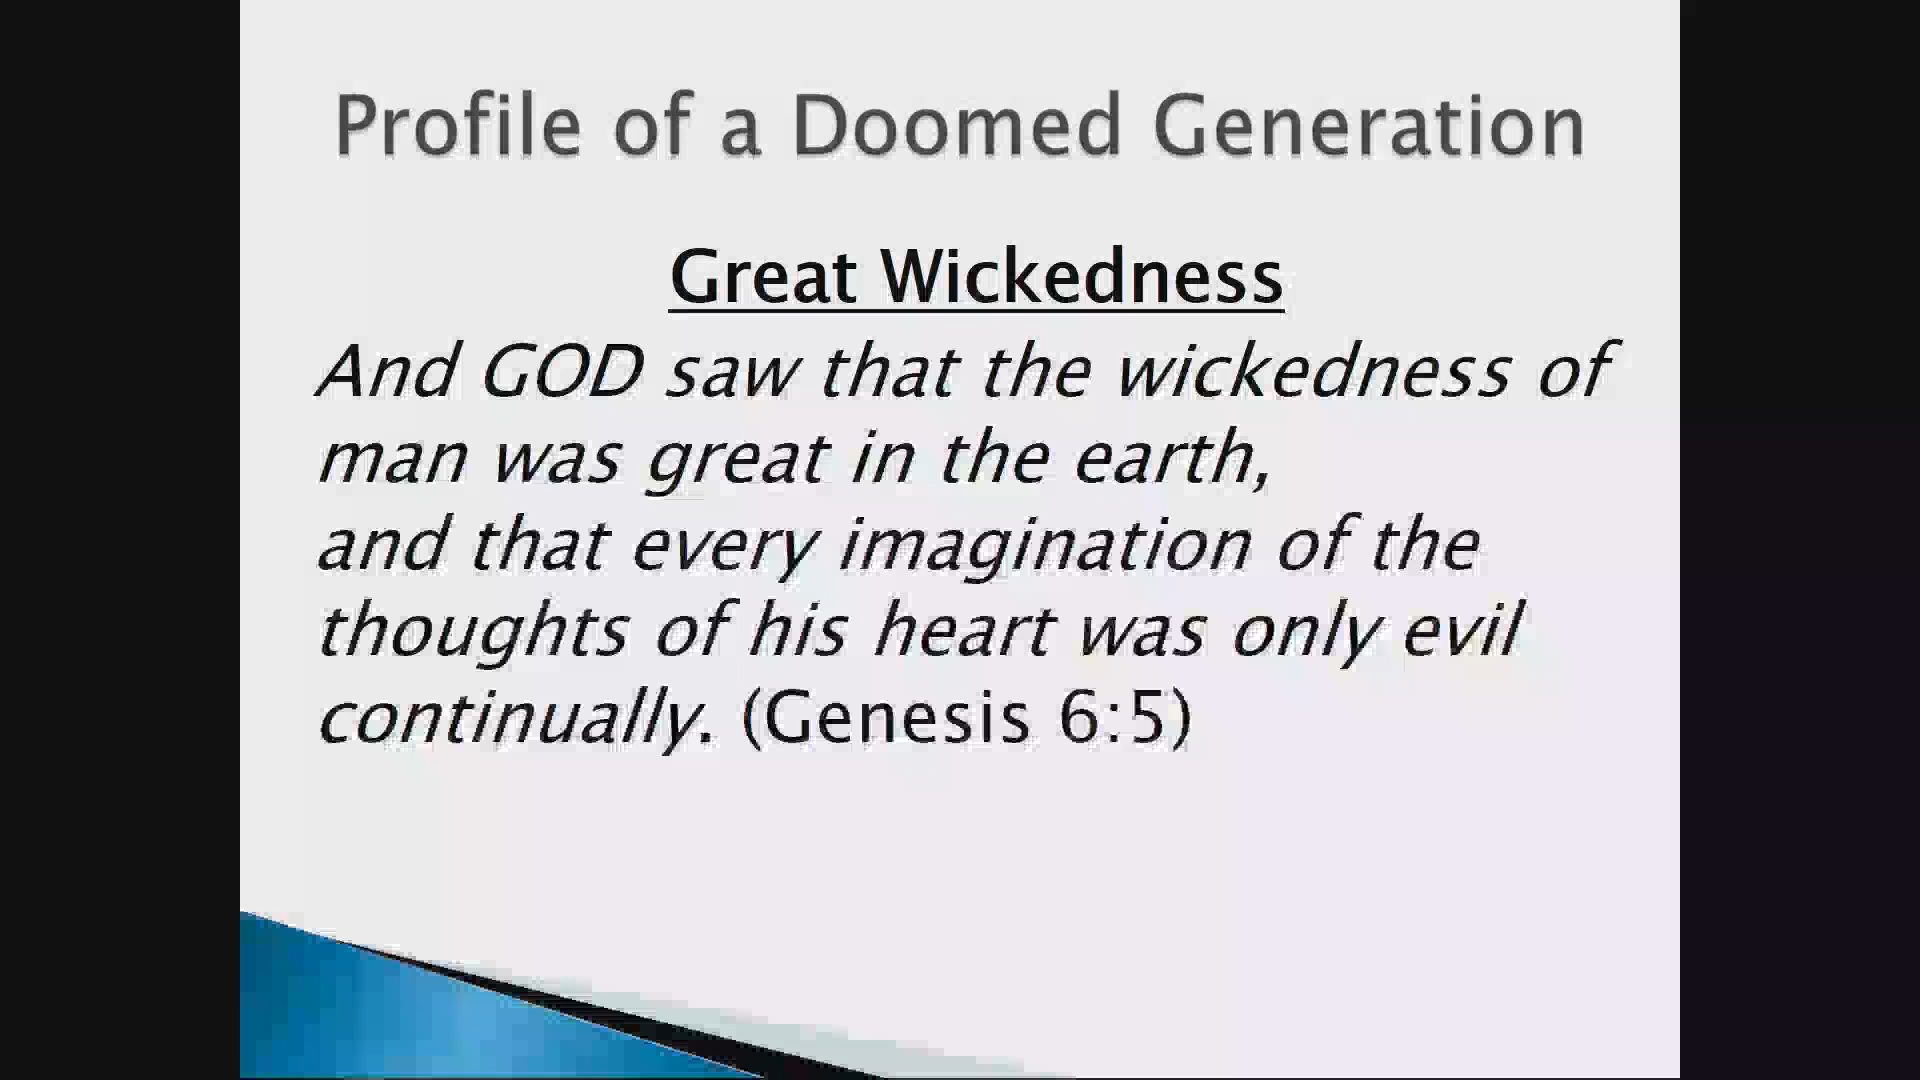 Profile of a Doomed Generation
Great Wickedness
And GOD saw that the wickedness of
man was great in the earth,
and that every imagination of the
thoughts of his heart was only evil
continually. (Genesis 6:5)